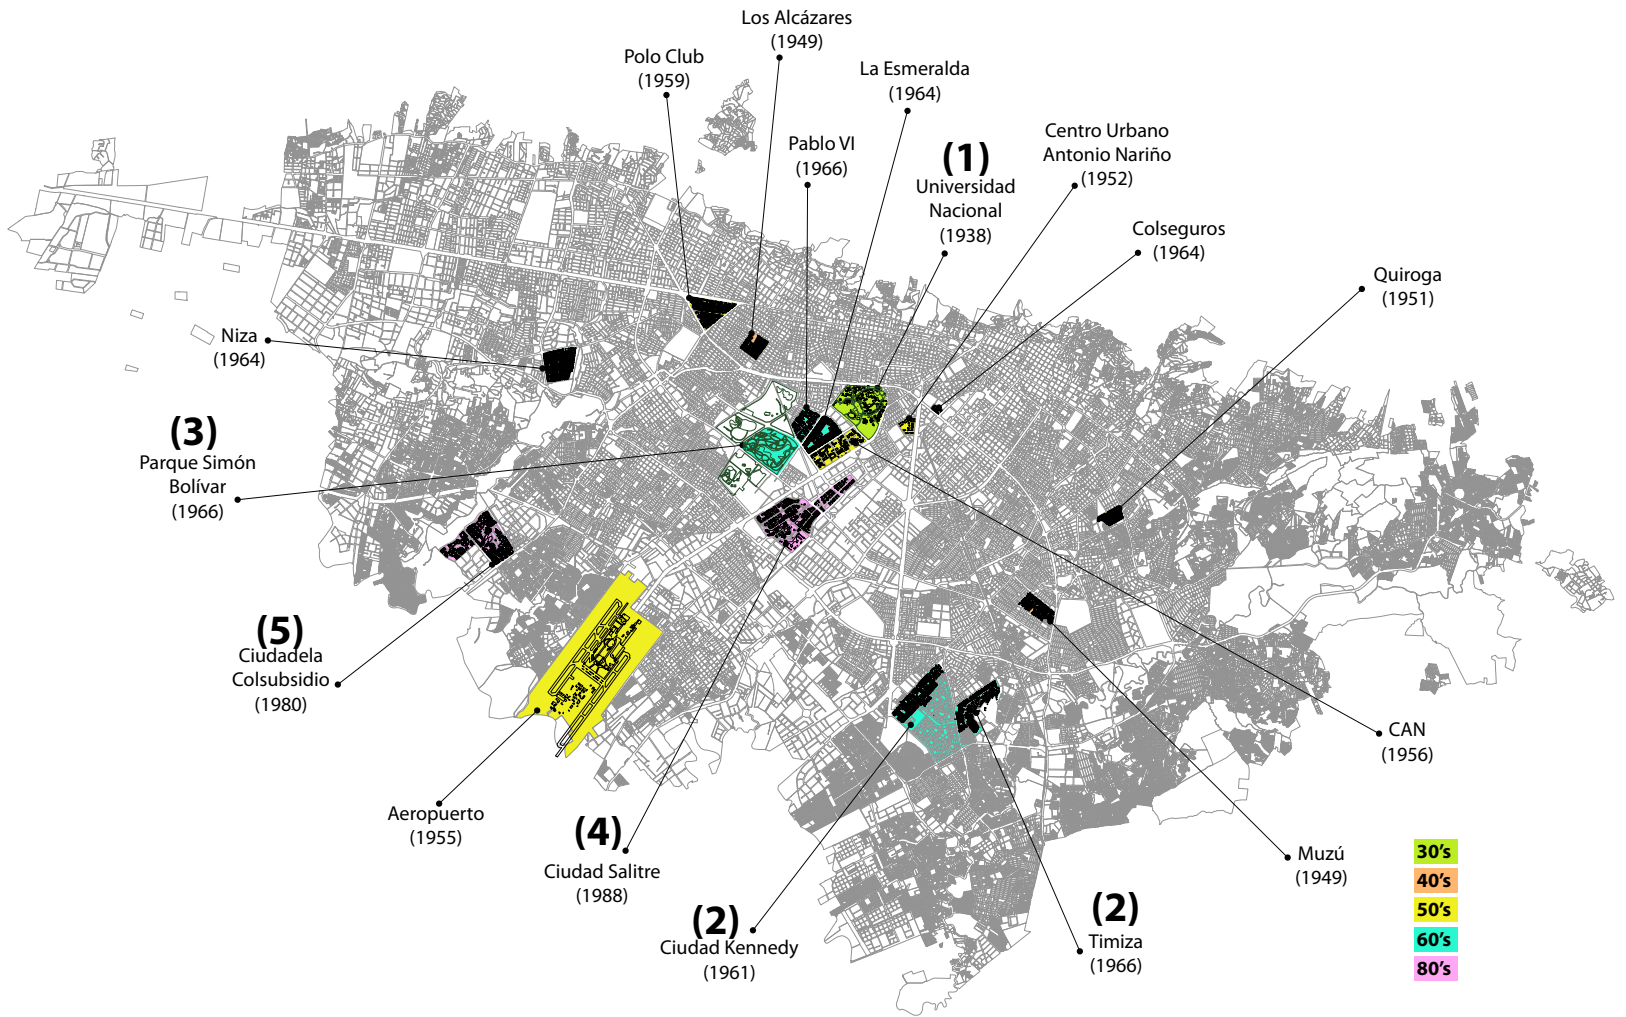 Los Alcázares
(1949)
Polo Club
(1959)
La Esmeralda
(1964)
Pablo VI
(1966)
(1)
Universidad
Nacional
(1938)
Centro Urbano
Antonio Nariño
(1952)
Colseguros
(1964)
Quiroga
(1951)
Niza
(1964)
(3)
Parque Simón
Bolívar
(1966)
(5)
Ciudadela
Colsubsidio
(1980)
Aeropuerto
(1955)
(4)
Ciudad Salitre
(1988)
(2)
Ciudad Kennedy
(1961)
(2)
Timiza
(1966)
CAN
(1956)
Muzú
(1949)
30's
40's
50's
60's
80's